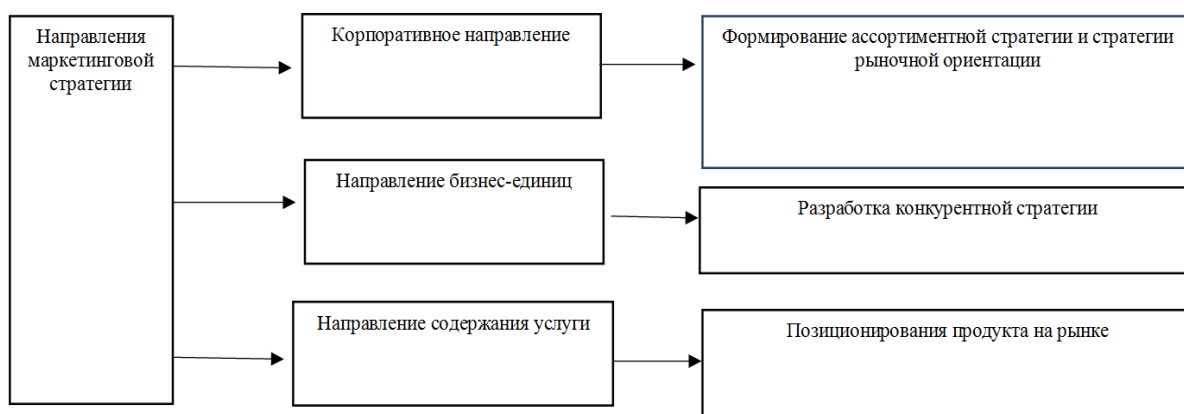 Направления
маркетинговой
стратегии
Корпоративное направление
Формирование ассортиментной стратегии и стратегии
рыночной ориентации
Направление бизнес-единиц
Разработка конкурентной стратегии
Направление содержания услуги
Позиционирования продукта на рынке